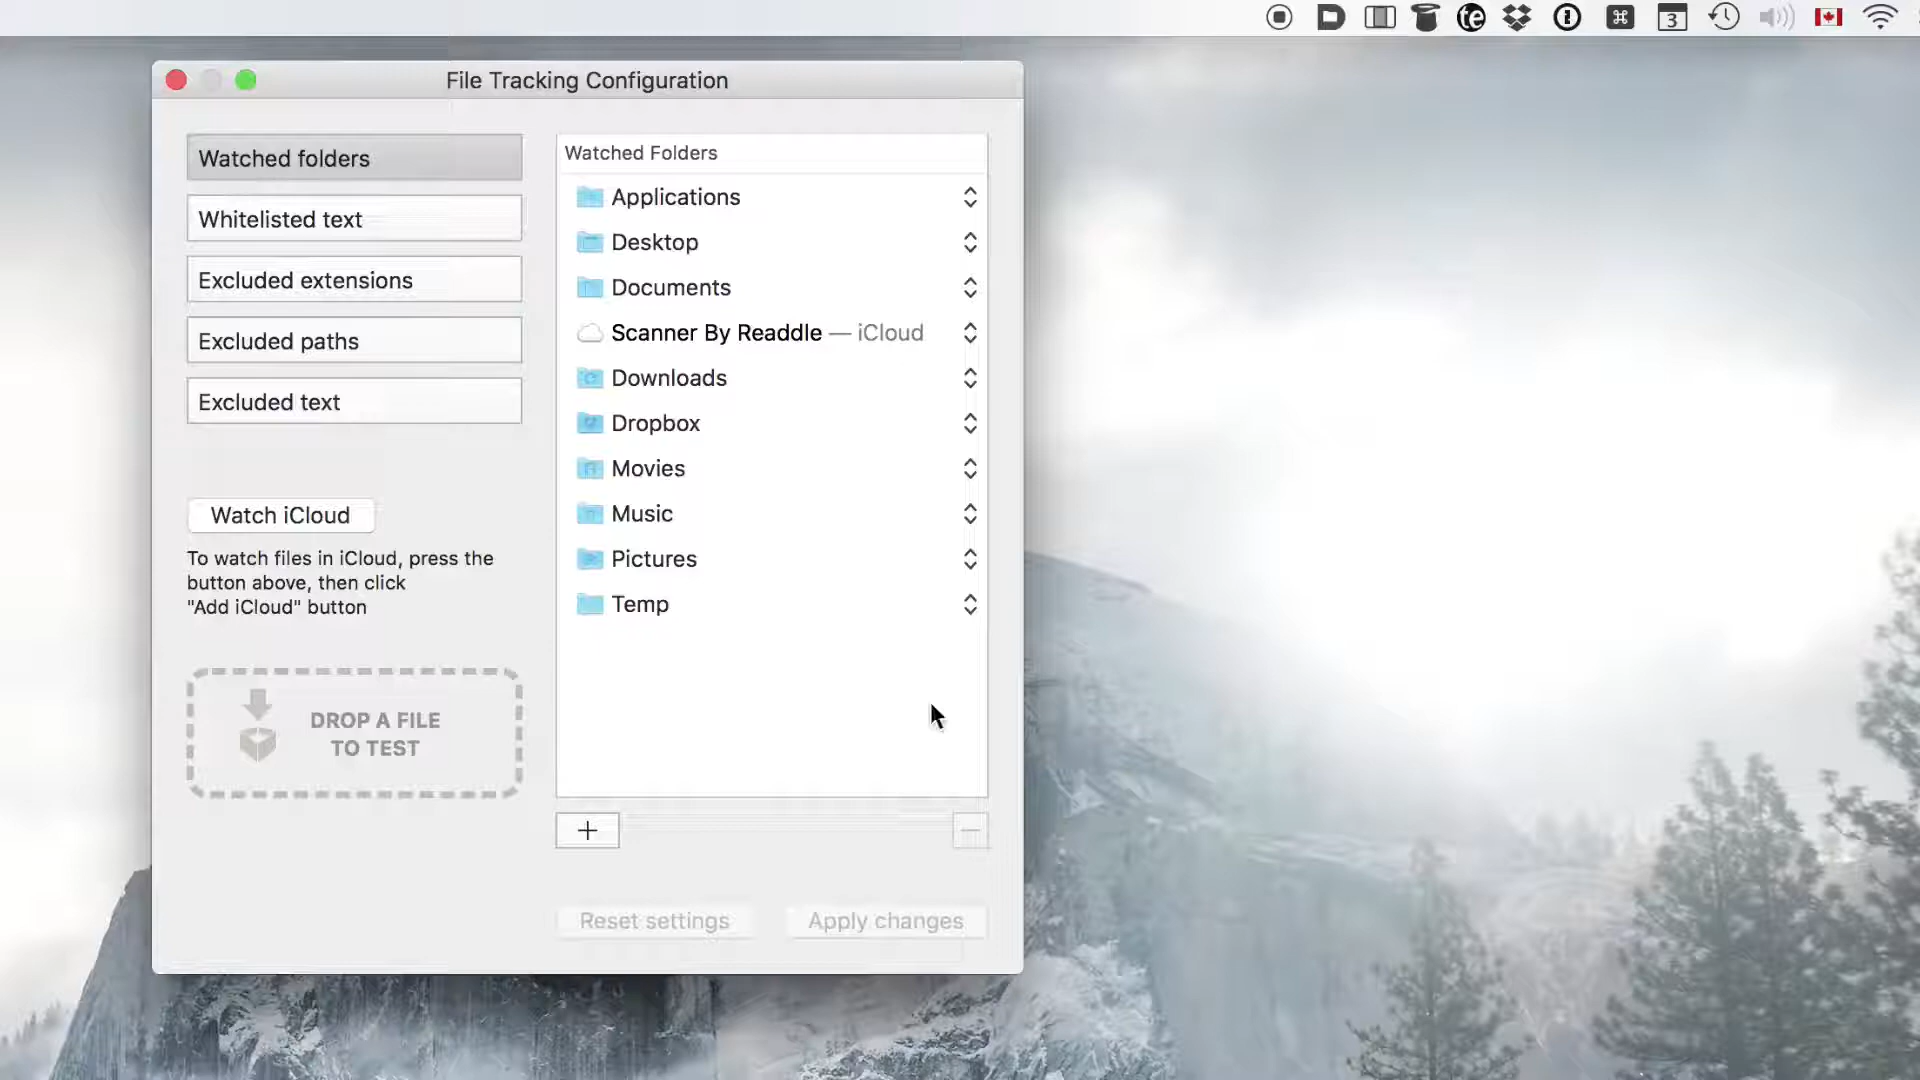 te
3
File Tracking Configuration
Watched folders
Whitelisted text
Excluded extensions
Excluded paths
Excluded text
Watch iCloud
To watch files in iCloud, press the
button above, then click
"Add iCloud" button
DROP A FILE
TO TEST
Watched Folders
Applications
Desktop
Documents
Scanner By Readdle — iCloud
Downloads
Dropbox
Movies
Music
Pictures
Temp
Reset settings
Apply changes